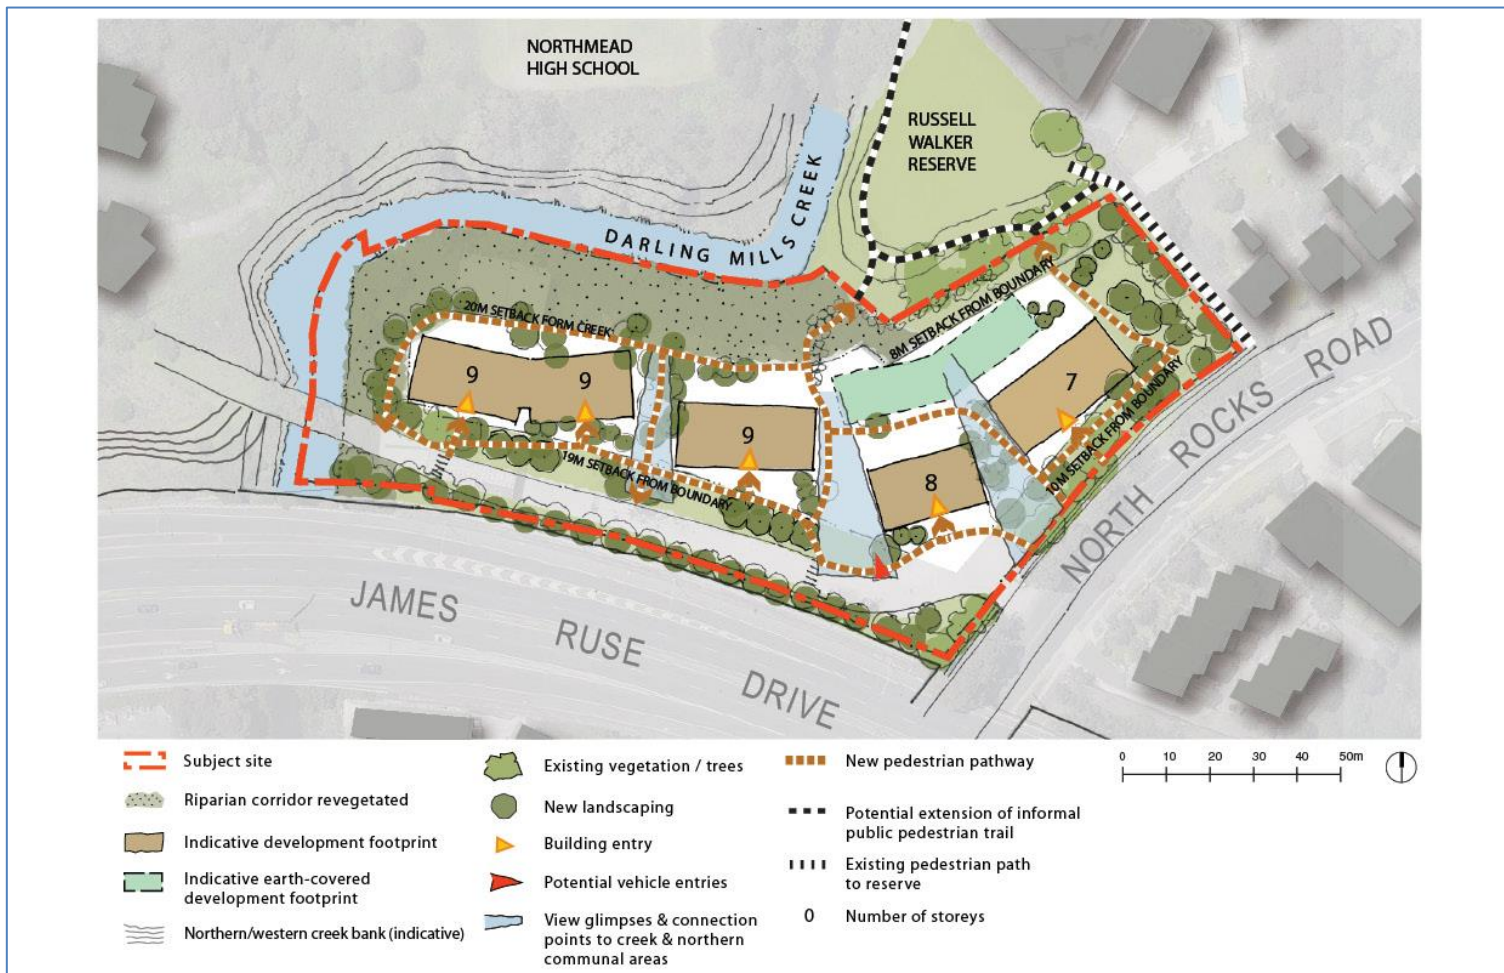 NORTHMEAD
HIGH SCHOOL
RUSSELL
WALKER
RESERVE
DARLING MILLS CREEK
20M SETBACK FORM CREEK
8M SETBACK FROM BOUNDARY
9
9
7
9
19M SETBACK FROM BOUNDARY
8
10M SETBACK FROM BOUNDARY
NORTH ROCKS ROAD
JAMES RUSE DRIVE
Subject site
Riparian corridor revegetated
Indicative development footprint
Indicative earth-covered
development footprint
Northern/western creek bank (indicative)
Existing vegetation / trees
New landscaping
Building entry
Potential vehicle entries
View glimpses & connection
points to creek & northern
communal areas
New pedestrian pathway
Potential extension of informal
public pedestrian trail
Existing pedestrian path
to reserve
0 Number of storeys
0 10 20 30 40 50m